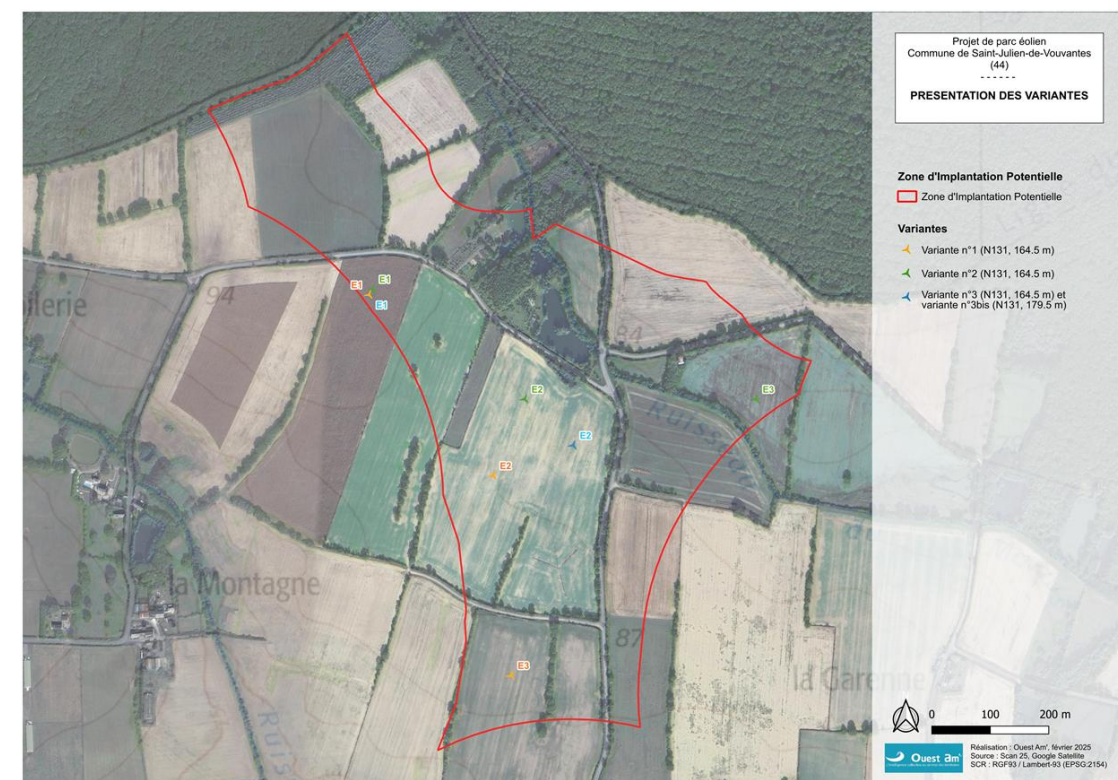 Projet de parc éolien
Commune de Saint-Julien-de-Vouvantes
(44)
- - - - - -
PRESENTATION DES VARIANTES
Zone d'Implantation Potentielle
Zone d'Implantation Potentielle
Variantes
Variante n°1 (N131, 164.5 m)
Variante n°2 (N131, 164.5 m)
Variante n°3 (N131, 164.5 m) et
variante n°3bis (N131, 179.5 m)
94
E1
E1
E1
84
E2
E3
Ruiss
E2
E2
la Montagne
87
E3
la Garenne
Ruis
0 100 200 m
Ouest am'
Réalisation : Ouest Am', février 2025
Source : Scan 25, Google Satellite
SCR : RGF93 / Lambert-93 (EPSG:2154)